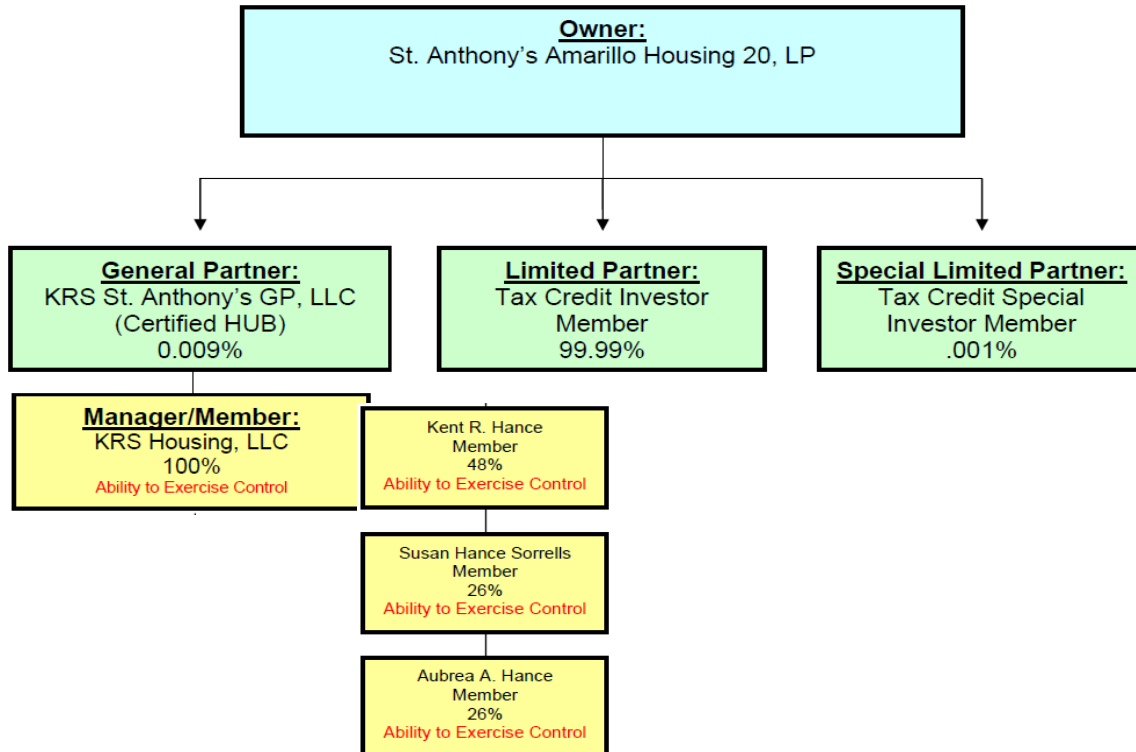 Owner:
St. Anthony's Amarillo Housing 20, LP
General Partner:
KRS St. Anthony's GP, LLC
(Certified HUB)
0.009%
Limited Partner:
Tax Credit Investor
Member
99.99%
Special Limited Partner:
Tax Credit Special
Investor Member
.001%
Manager/Member:
KRS Housing, LLC
100%
Ability to Exercise Control
Kent R. Hance
Member
48%
Ability to Exercise Control
Susan Hance Sorrells
Member
26%
Ability to Exercise Control
Aubrea A. Hance
Member
26%
Ability to Exercise Control